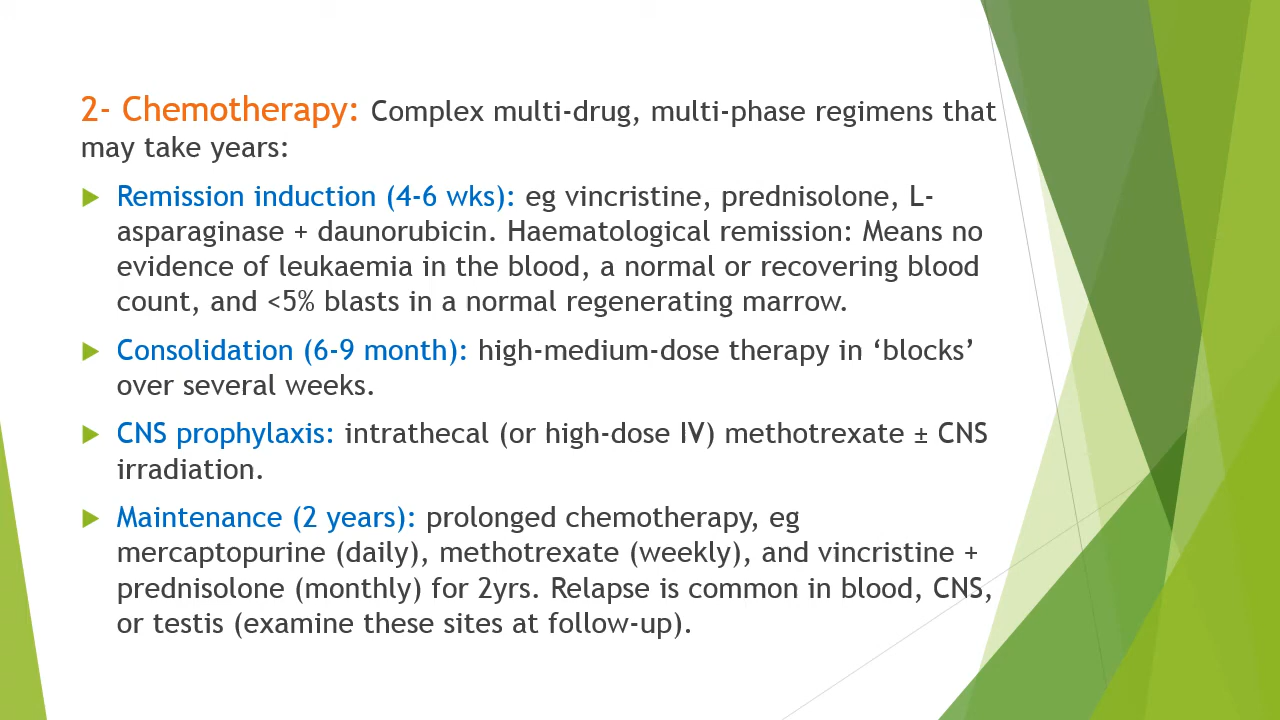 2- Chemotherapy: Complex multi-drug, multi-phase regimens that
may take years:
Remission induction (4-6 wks): eg vincristine, prednisolone, L-
asparaginase + daunorubicin. Haematological remission: Means no
evidence of leukaemia in the blood, a normal or recovering blood
count, and <5% blasts in a normal regenerating marrow.
Consolidation (6-9 month): high-medium-dose therapy in ‘blocks’
over several weeks.
CNS prophylaxis: intrathecal (or high-dose IV) methotrexate ± CNS
irradiation.
Maintenance (2 years): prolonged chemotherapy, eg
mercaptopurine (daily), methotrexate (weekly), and vincristine +
prednisolone (monthly) for 2yrs. Relapse is common in blood, CNS,
or testis (examine these sites at follow-up).